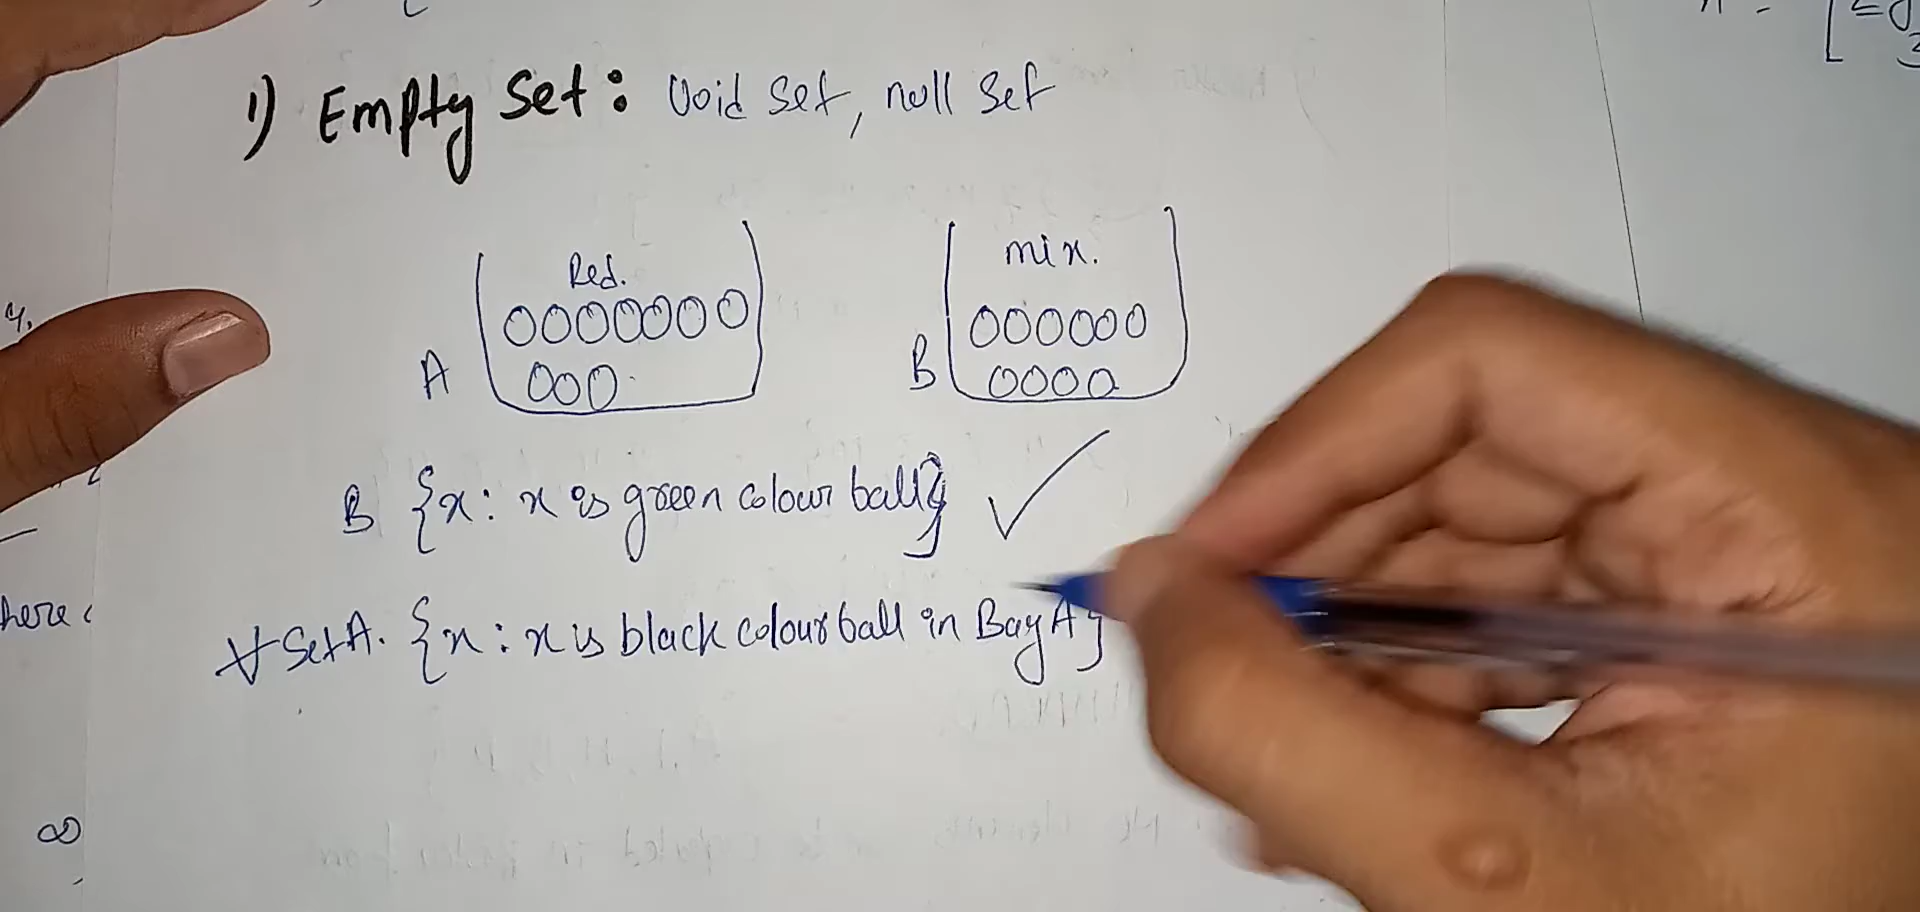 1) Empty Set: Void Set, null Set
Red.
mix.
A
B
B {x: x is green colour ball}
∀ Set A. {x : x is black colour ball in Bag A}
here
∞